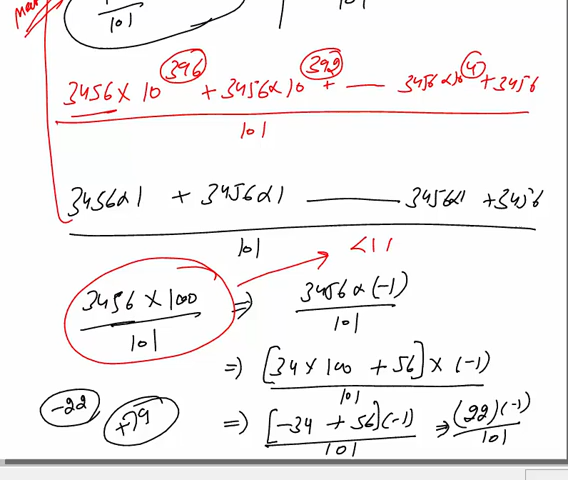 101
101
3456 × 10^396 + 3456 × 10^392 + — 3456 × 10^4 + 3456
101
3456 × 1 + 3456 × 1 ——— 3456 × 1 + 3456
101
<11
3456 × 100 ⇒ 3456 × (-1)
101 101
⇒ [34 × 100 + 56] × (-1)
101
-22 +79 ⇒ [-34 + 56] (-1) ⇒ (22) (-1)
101 101